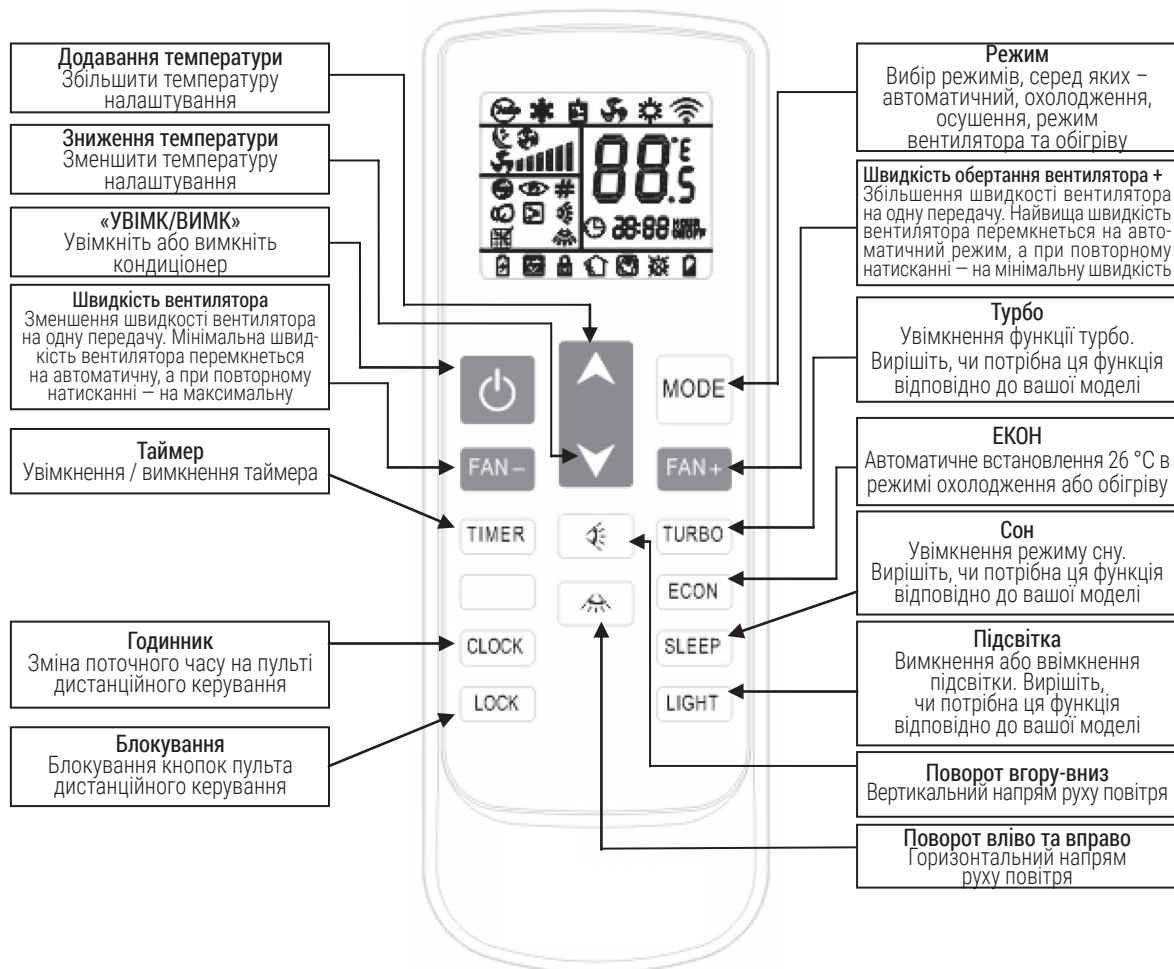 Додавання температури
Збільшити температуру
налаштування
Зниження температури
Зменшити температуру
налаштування
«УВІМК/ВИМК»
Увімкніть або вимкніть
кондиціонер
Швидкість вентилятора
Зменшення швидкості вентилятора
на одну передачу. Мінімальна швид-
кість вентилятора перемкнеться
на автоматичну, а при повторному
натисканні — на максимальну
Таймер
Увімкнення / вимкнення таймера
Годинник
Зміна поточного часу на пульті
дистанційного керування
Блокування
Блокування кнопок пульта
дистанційного керування
88.5
88:88
MODE
FAN –
FAN +
TIMER
TURBO
ECON
CLOCK
SLEEP
LOCK
LIGHT
Режим
Вибір режимів, серед яких –
автоматичний, охолодження,
осушення, режим
вентилятора та обігріву
Швидкість обертання вентилятора +
Збільшення швидкості вентилятора
на одну передачу. Найвища швидкість
вентилятора перемкнеться на авто-
матичний режим, а при повторному
натисканні — на мінімальну швидкість
Турбо
Увімкнення функції турбо.
Вирішіть, чи потрібна ця функція
відповідно до вашої моделі
ЕКОН
Автоматичне встановлення 26 °C в
режимі охолодження або обігріву
Сон
Увімкнення режиму сну.
Вирішіть, чи потрібна ця функція
відповідно до вашої моделі
Підсвітка
Вимкнення або ввімкнення
підсвітки. Вирішіть,
чи потрібна ця функція
відповідно до вашої моделі
Поворот вгору-вниз
Вертикальний напрям руху повітря
Поворот вліво та вправо
Горизонтальний напрям
руху повітря